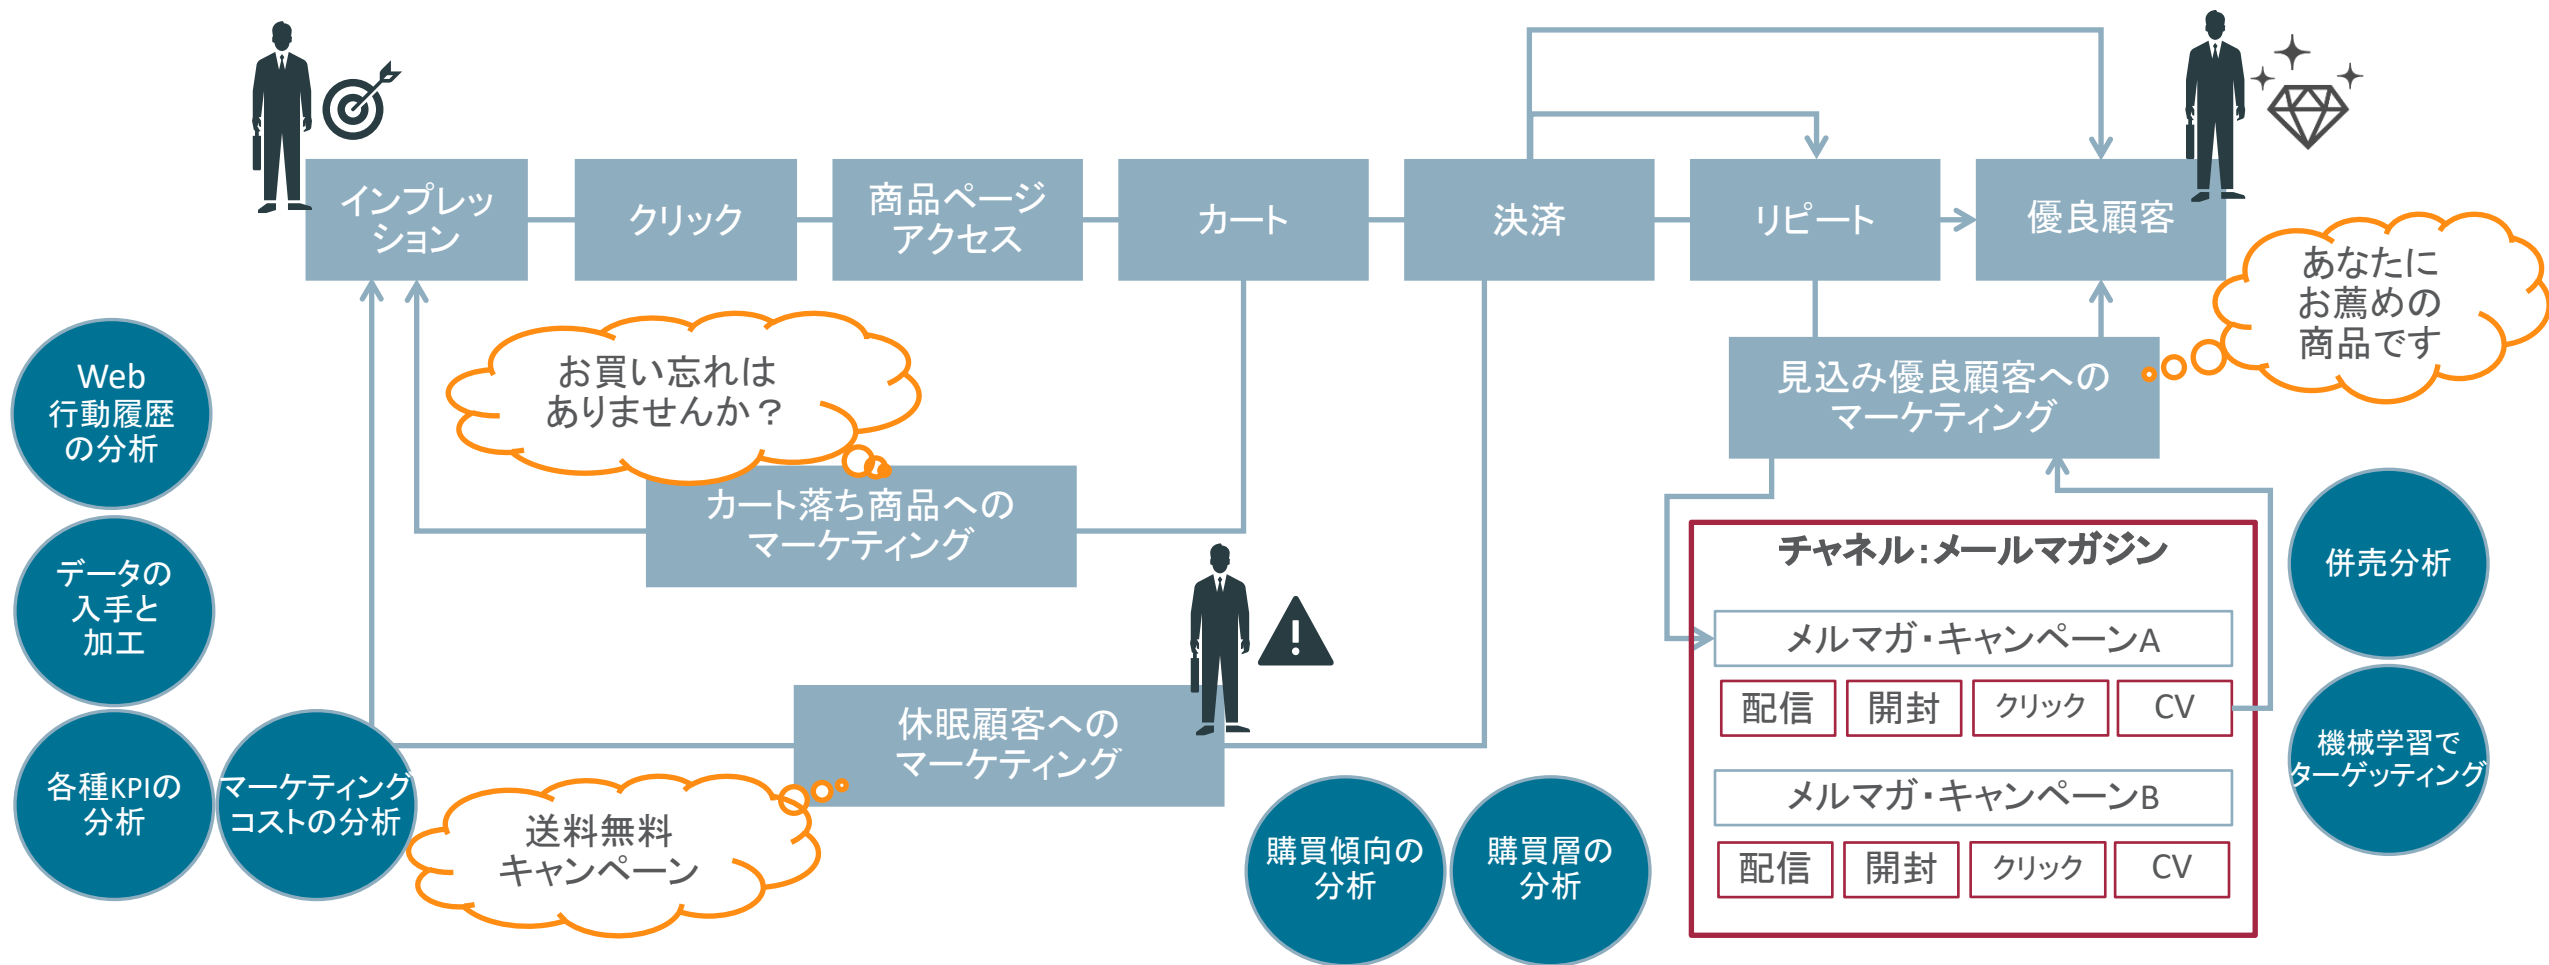 インプレッ
ション
クリック
商品ページ
アクセス
カート
決済
リピート
優良顧客
あなたに
お薦めの
商品です
お買い忘れは
ありませんか？
見込み優良顧客への
マーケティング
カート落ち商品への
マーケティング
休眠顧客への
マーケティング
送料無料
キャンペーン
Web
行動履歴
の分析
データの
入手と
加工
各種KPIの
分析
マーケティング
コストの分析
購買傾向の
分析
購買層の
分析
チャネル：メールマガジン
メルマガ・キャンペーンA
配信
開封
クリック
CV
メルマガ・キャンペーンB
配信
開封
クリック
CV
併売分析
機械学習で
ターゲッティング